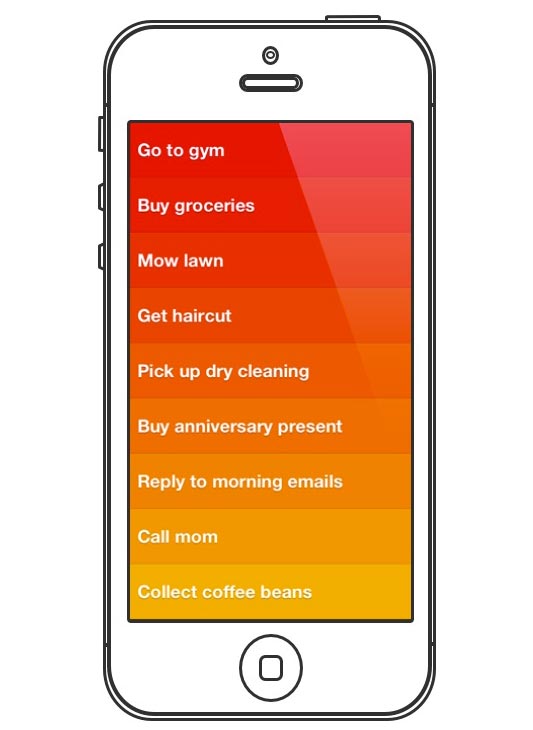 Go to gym
Buy groceries
Mow lawn
Get haircut
Pick up dry cleaning
Buy anniversary present
Reply to morning emails
Call mom
Collect coffee beans